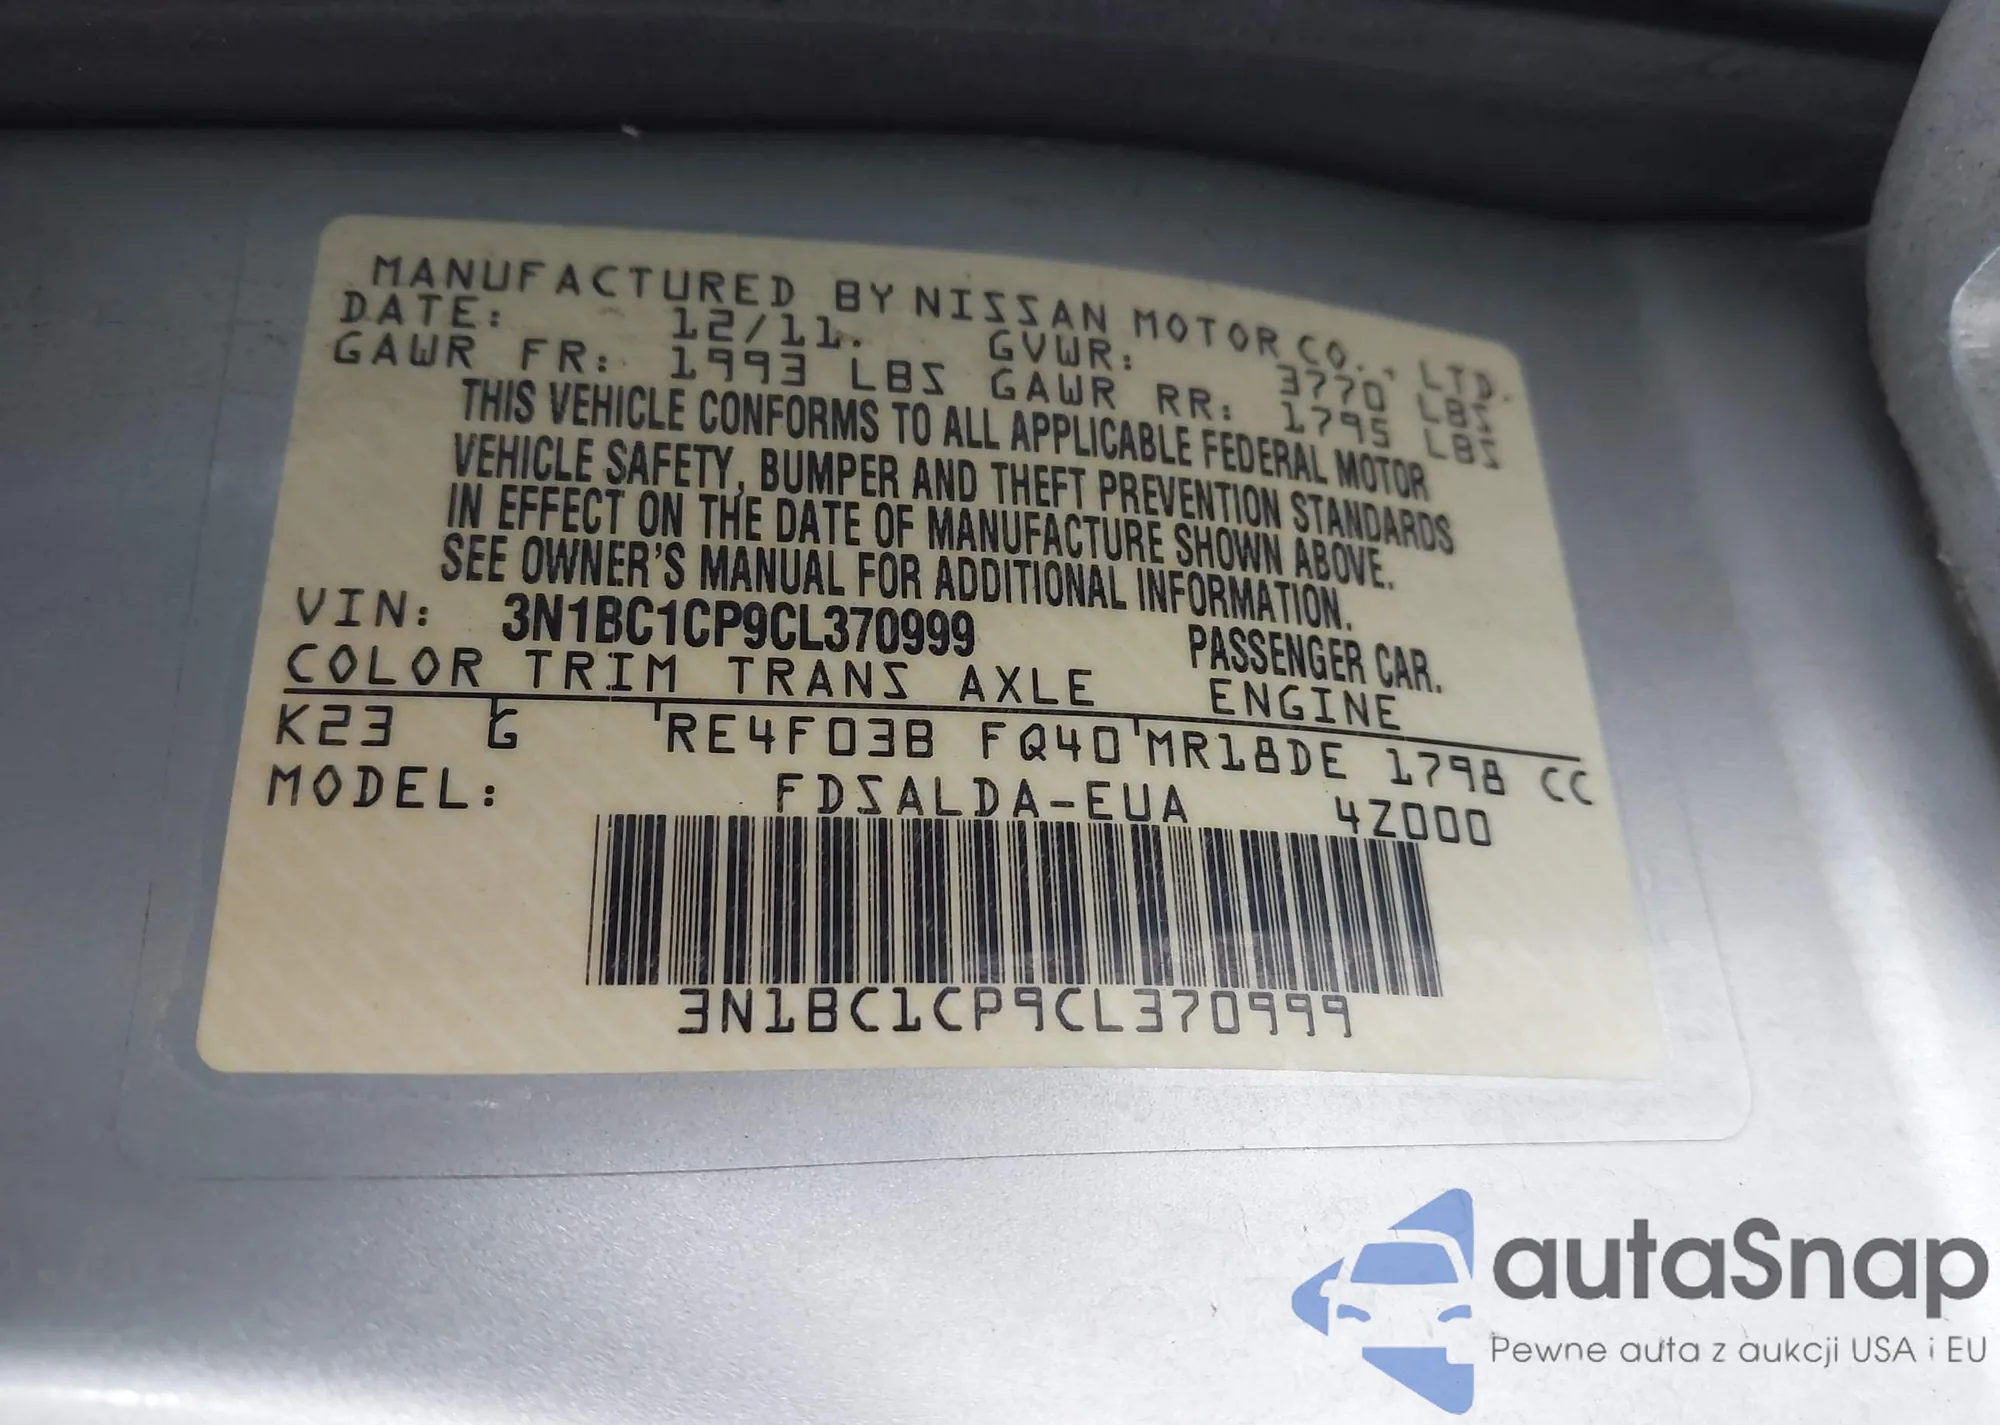 MANUFACTURED BY NISSAN MOTOR CO., LTD.
DATE: 12/11. GVWR: 3770 LBS
GAWR FR: 1993 LBS GAWR RR: 1795 LBS
THIS VEHICLE CONFORMS TO ALL APPLICABLE FEDERAL MOTOR
VEHICLE SAFETY, BUMPER AND THEFT PREVENTION STANDARDS
IN EFFECT ON THE DATE OF MANUFACTURE SHOWN ABOVE.
SEE OWNER'S MANUAL FOR ADDITIONAL INFORMATION.
VIN: 3N1BC1CP9CL370999 PASSENGER CAR.
COLOR TRIM TRANS AXLE ENGINE
K23 G RE4F03B FQ40 MR18DE 1798 CC
MODEL: FDSALDA-EUA 4Z000
3N1BC1CP9CL370999
autaSnap
Pewne auta z aukcji USA i EU